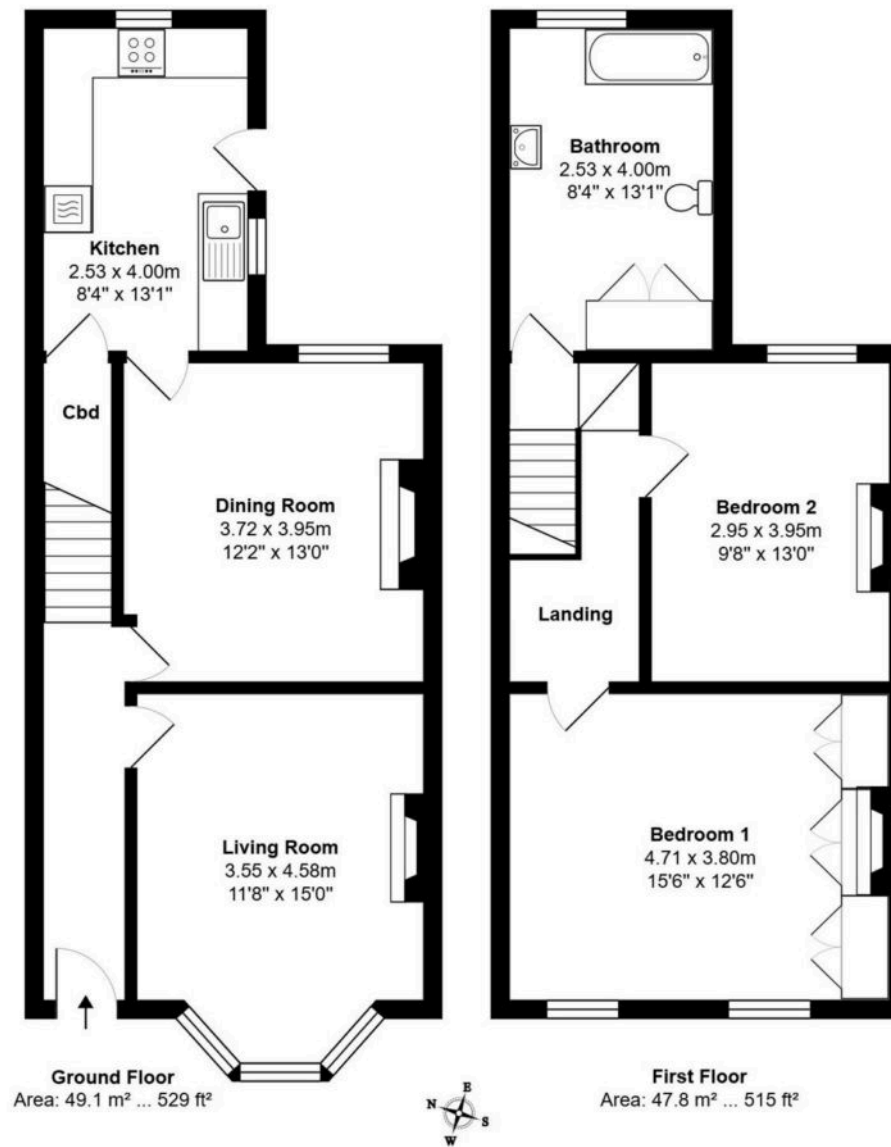 Kitchen
2.53 x 4.00m
8'4" x 13'1"
Cbd
Dining Room
3.72 x 3.95m
12'2" x 13'0"
Living Room
3.55 x 4.58m
11'8" x 15'0"
Ground Floor
Area: 49.1 m² ... 529 ft²
Bathroom
2.53 x 4.00m
8'4" x 13'1"
Bedroom 2
2.95 x 3.95m
9'8" x 13'0"
Landing
Bedroom 1
4.71 x 3.80m
15'6" x 12'6"
First Floor
Area: 47.8 m² ... 515 ft²
E
N
S
W